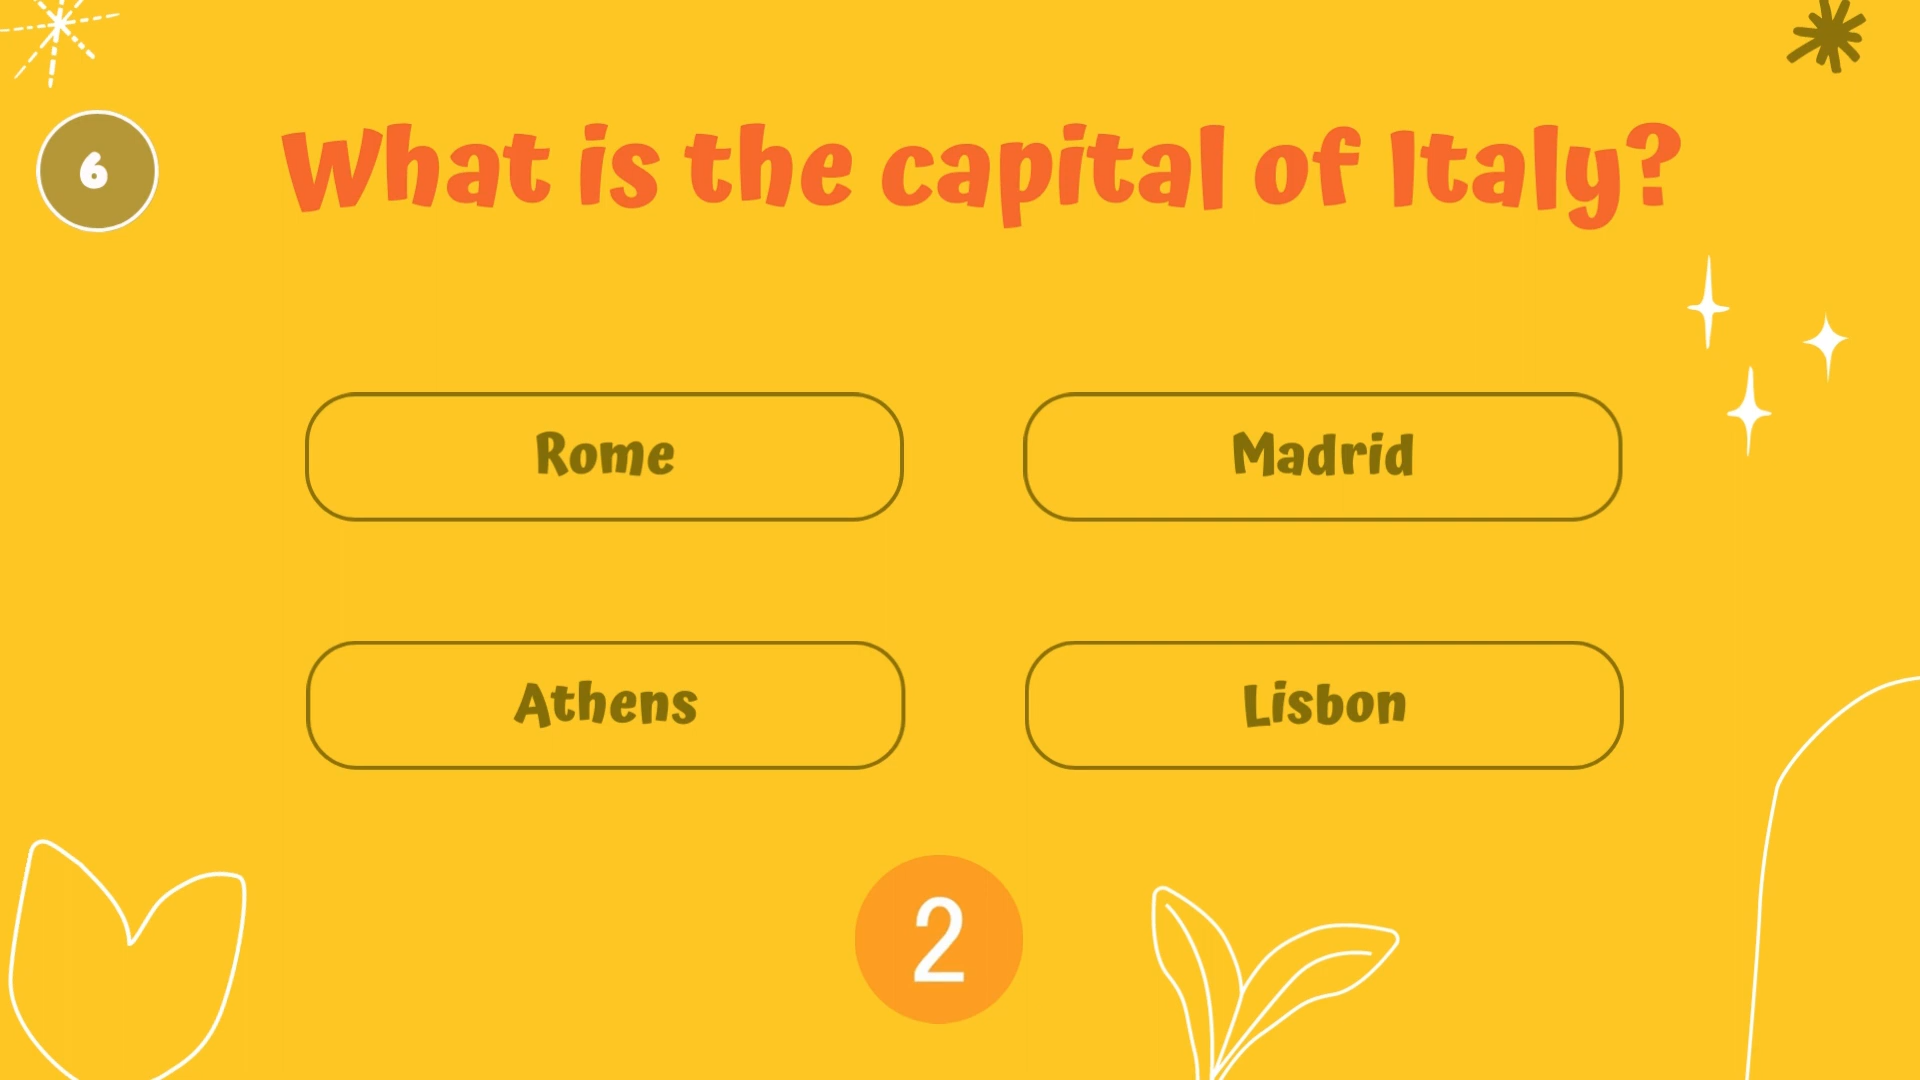 6
What is the capital of Italy?
Rome
Madrid
Athens
Lisbon
2